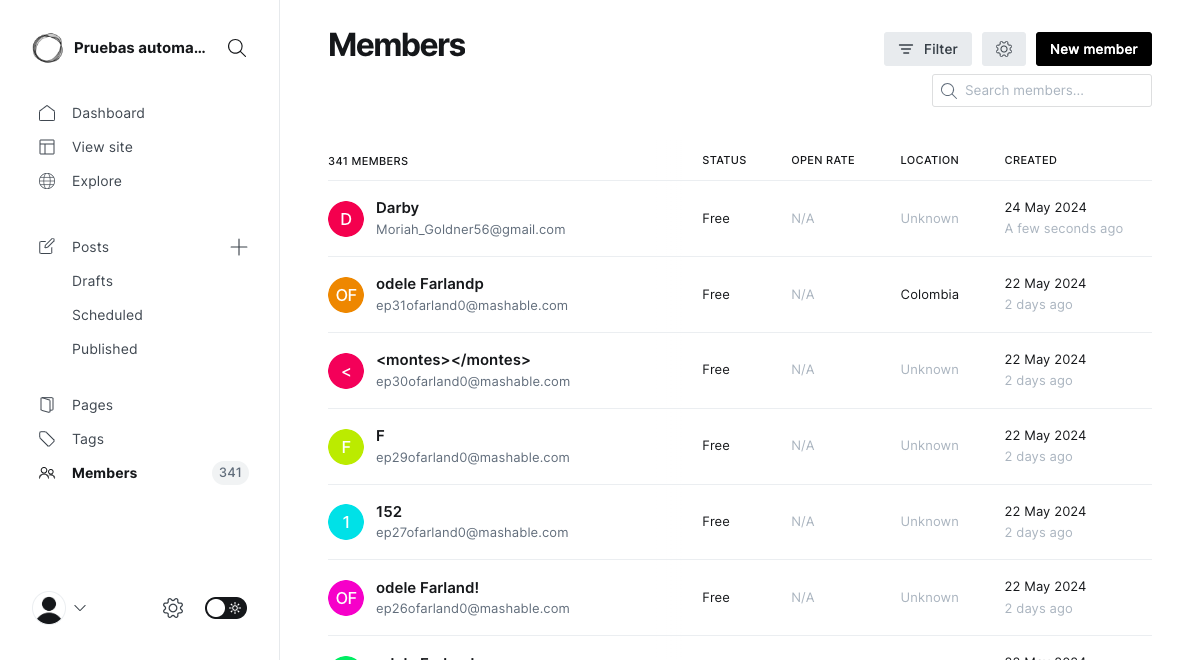 Pruebas automa...
Dashboard
View site
Explore
Posts
Drafts
Scheduled
Published
Pages
Tags
Members 341
Members
Filter
New member
Search members...
341 MEMBERS STATUS OPEN RATE LOCATION CREATED
D Darby
Moriah_Goldner56@gmail.com
Free N/A Unknown
24 May 2024
A few seconds ago
OF odele Farlandp
ep31ofarland0@mashable.com
Free N/A Colombia
22 May 2024
2 days ago
< <montes></montes>
ep30ofarland0@mashable.com
Free N/A Unknown
22 May 2024
2 days ago
F F
ep29ofarland0@mashable.com
Free N/A Unknown
22 May 2024
2 days ago
1 152
ep27ofarland0@mashable.com
Free N/A Unknown
22 May 2024
2 days ago
OF odele Farland!
ep26ofarland0@mashable.com
Free N/A Unknown
22 May 2024
2 days ago